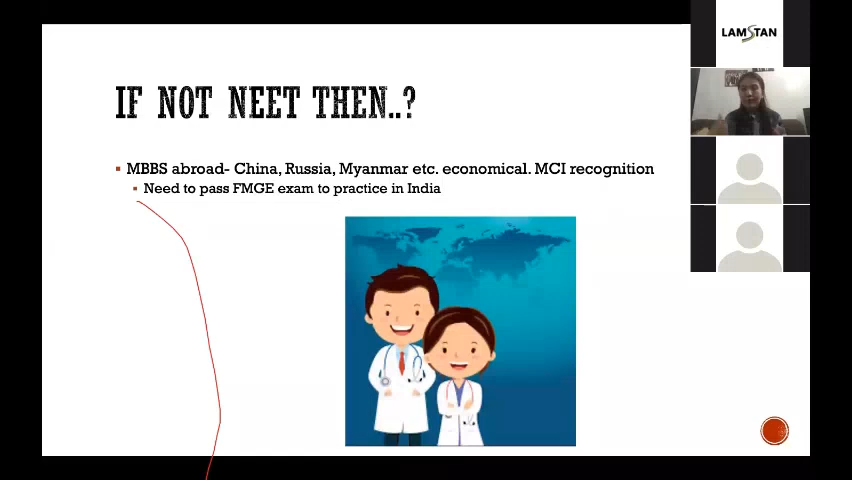 LAMSTAN
IF NOT NEET THEN..?
MBBS abroad- China, Russia, Myanmar etc. economical. MCI recognition
Need to pass FMGE exam to practice in India